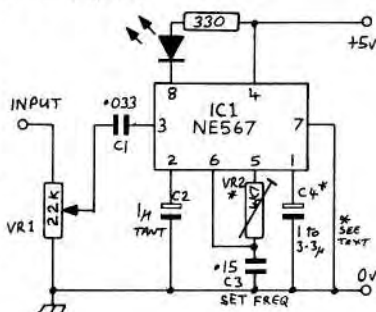 330
+5v
INPUT
.033
8
4
IC1
NE567
3
7
C1
2
6
5
1
VR1
22K
C2
1µ
TANT
VR2
*
4K7
C4*
1 to
3.3µ
*
SEE
TEXT
.15
C3
0v
SET FREQ